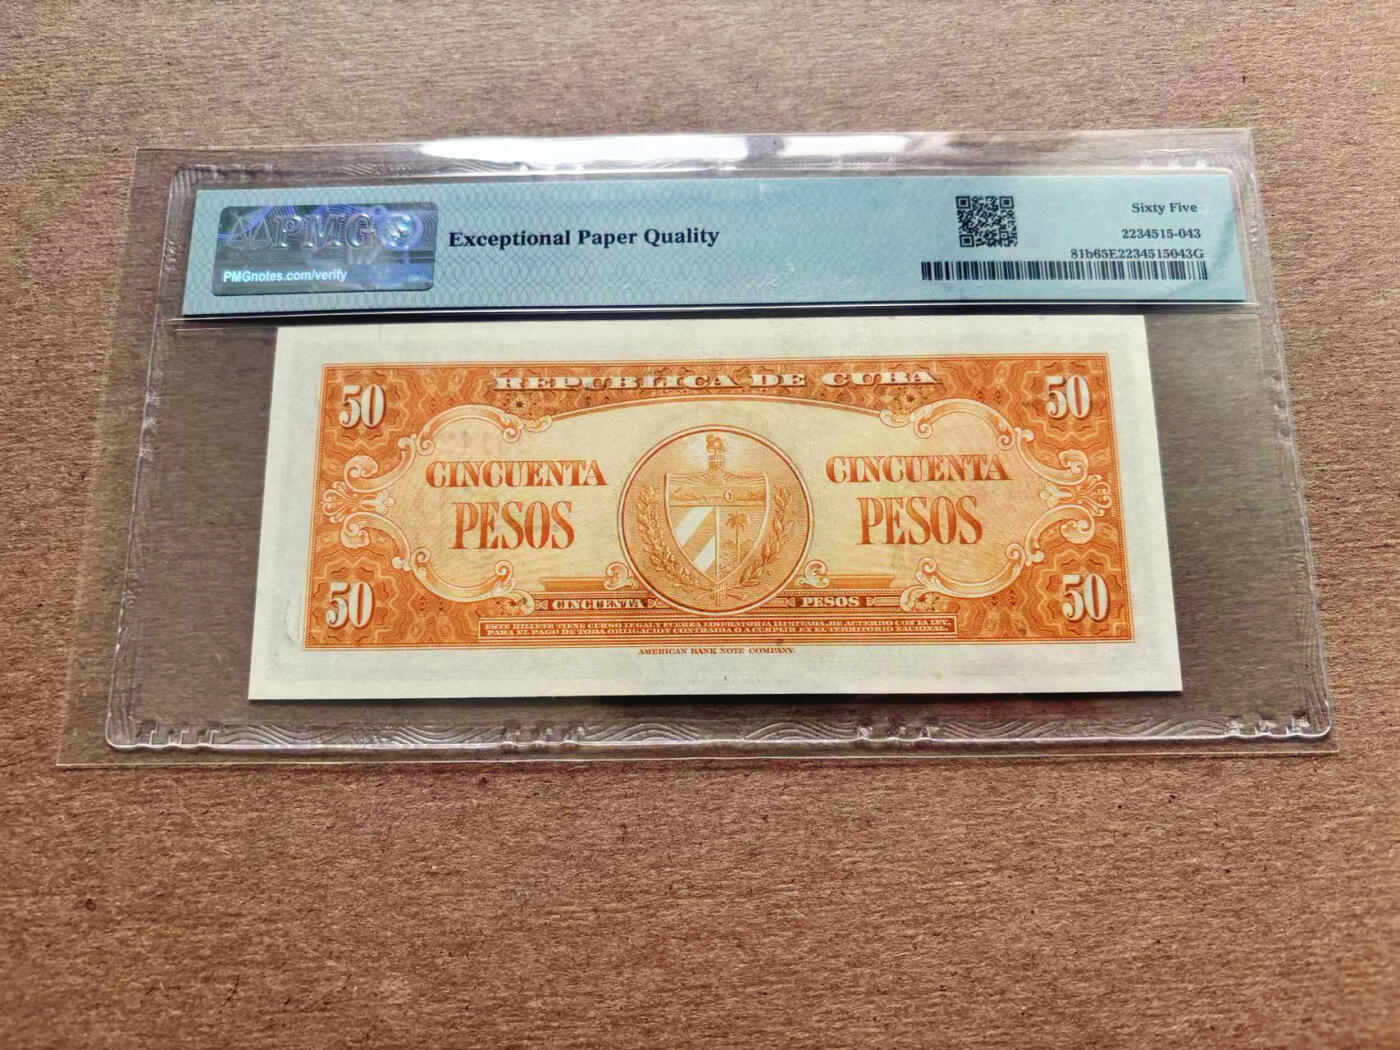 PMG
PMGnotes.com/verify
Exceptional Paper Quality
Sixty Five
2234515-043
81b65E2234515043G
REPUBLICA DE CUBA
50
50
CINCUENTA
PESOS
CINCUENTA
PESOS
50
50
CINCUENTA
PESOS
ESTE BILLETE TIENE CURSO LEGAL Y FUERZA LIBERATORIA ILIMITADA, DE ACUERDO CON LA LEY,
PARA EL PAGO DE TODA OBLIGACION CONTRAIDA O A CUMPLIR EN EL TERRITORIO NACIONAL.
AMERICAN BANK NOTE COMPANY.